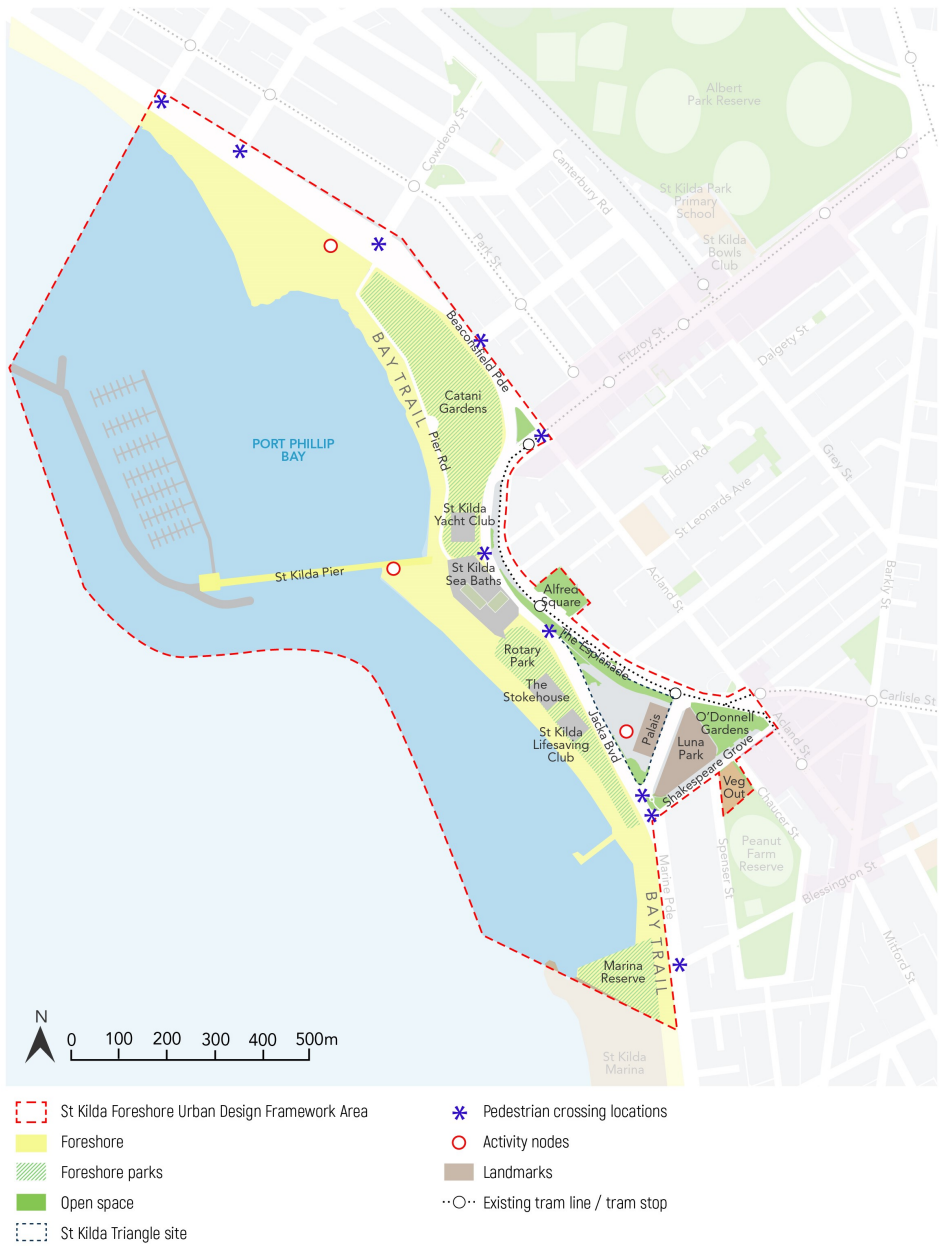 Albert
Park Reserve
Cowderoy St
Canterbury Rd
St Kilda Park
Primary
School
St Kilda
Bowls
Club
Park St
Fitzroy St
Dalgety St
Beaconsfield Pde
BAY TRAIL
Catani
Gardens
PORT PHILLIP
BAY
Pier Rd
Eildon Rd
Grey St
St Leonards Ave
St Kilda
Yacht Club
St Kilda Pier
St Kilda
Sea Baths
Alfred
Square
Acland St
Barkly St
The Esplanade
Rotary
Park
The
Stokehouse
St Kilda
Lifesaving
Club
Jacka Blvd
Palais
Luna
Park
O'Donnell
Gardens
Acland St
Carlisle St
Shakespeare Grove
Veg
Out
Chaucer St
Spenser St
Peanut
Farm
Reserve
Blessington St
Marine Pde
BAY TRAIL
Mitford St
Marina
Reserve
St Kilda
Marina
N
0 100 200 300 400 500m
St Kilda Foreshore Urban Design Framework Area
Foreshore
Foreshore parks
Open space
St Kilda Triangle site
Pedestrian crossing locations
Activity nodes
Landmarks
Existing tram line / tram stop